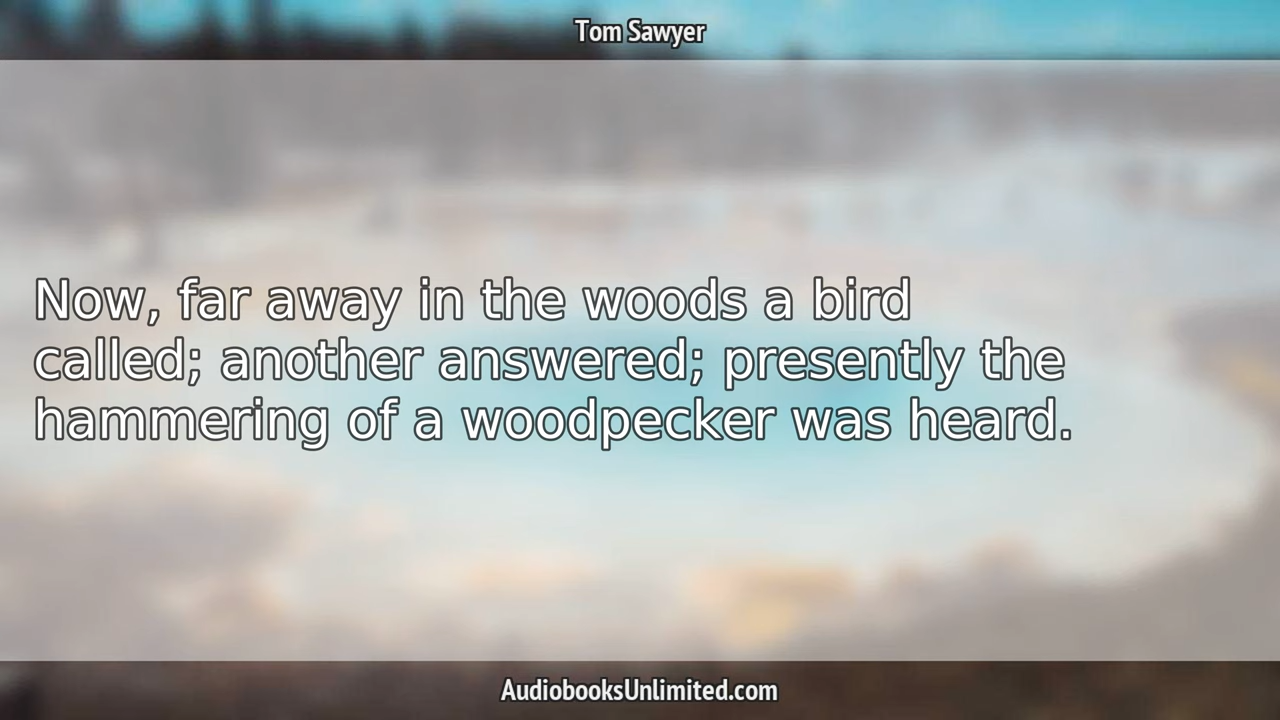 Tom Sawyer
Now, far away in the woods a bird
called; another answered; presently the
hammering of a woodpecker was heard.
AudiobooksUnlimited.com